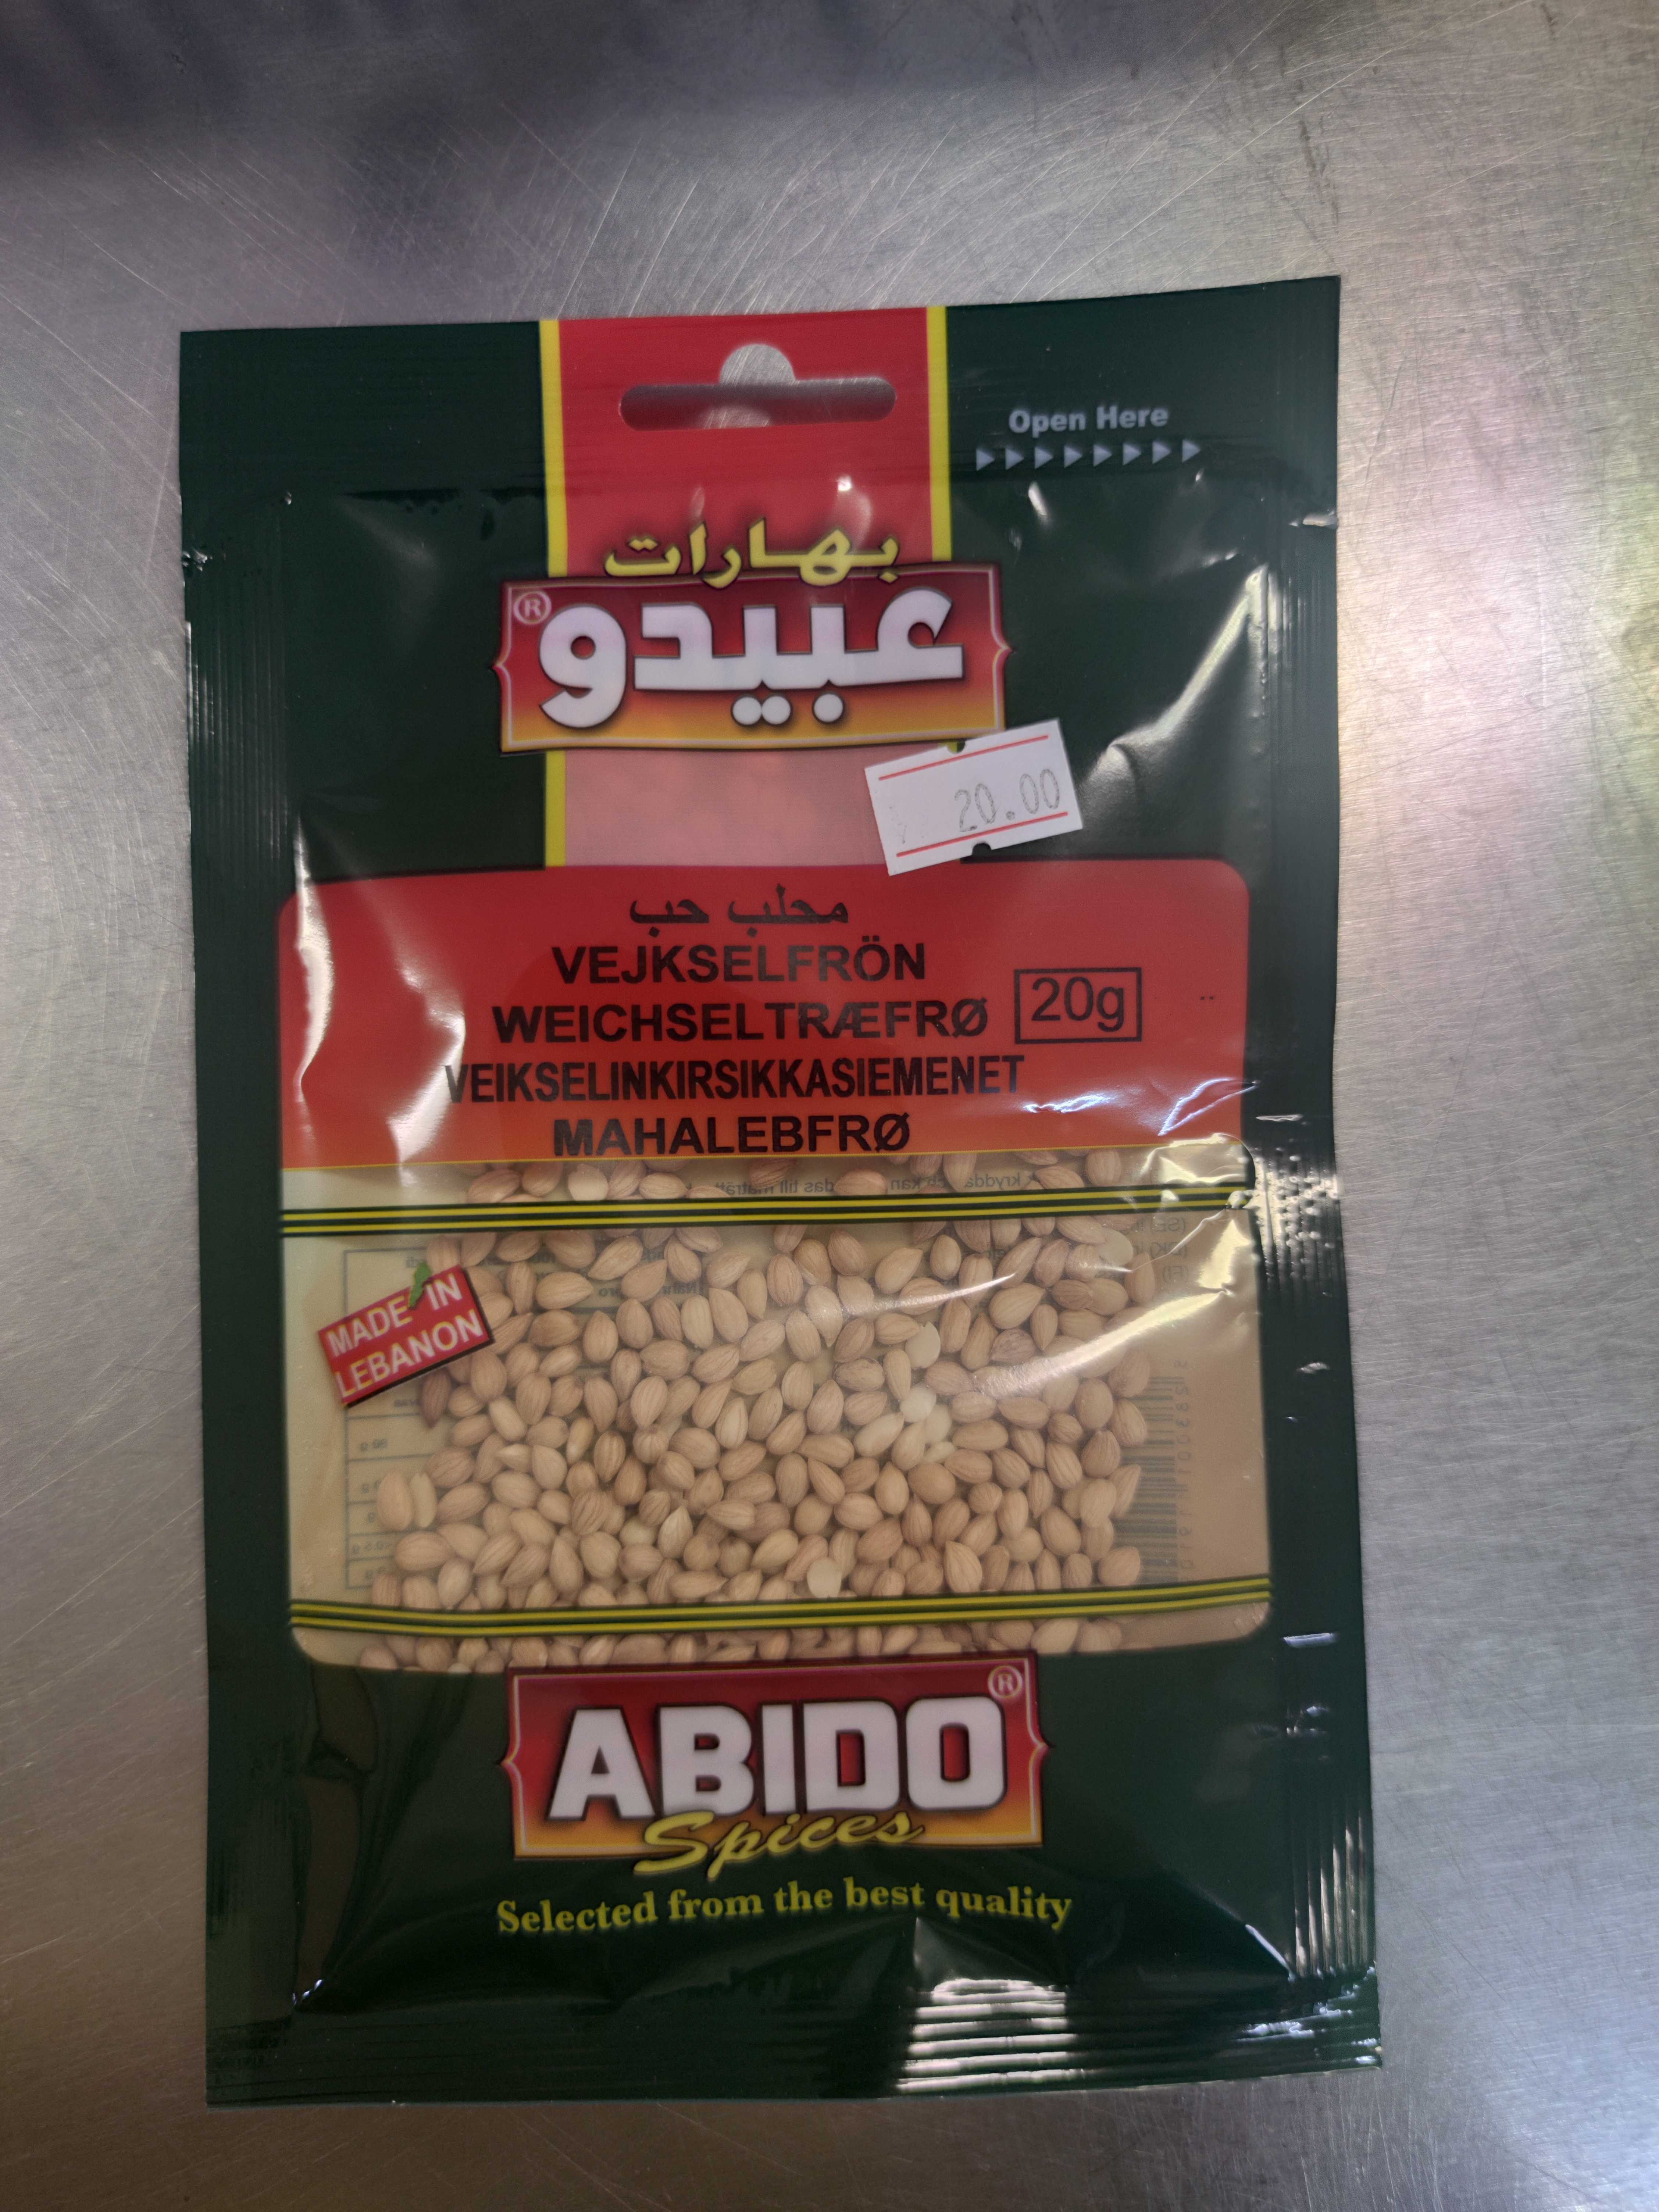 Open Here
بهارات
عبيدو®
20.00
محلب حب
VEJKSELFRÖN
WEICHSELTRÆFRØ
20g
VEIKSELINKIRSIKKASIEMENET
MAHALEBFRØ
MADE IN
LEBANON
ABIDO®
Spices
Selected from the best quality